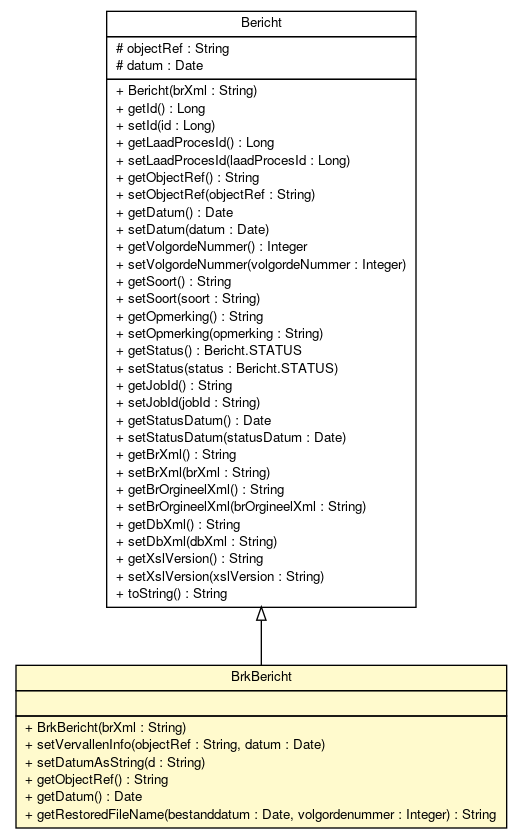 Bericht
# objectRef : String
# datum : Date
+ Bericht(brXml : String)
+ getId() : Long
+ setId(id : Long)
+ getLaadProcesId() : Long
+ setLaadProcesId(laadProcesId : Long)
+ getObjectRef() : String
+ setObjectRef(objectRef : String)
+ getDatum() : Date
+ setDatum(datum : Date)
+ getVolgordeNummer() : Integer
+ setVolgordeNummer(volgordeNummer : Integer)
+ getSoort() : String
+ setSoort(soort : String)
+ getOpmerking() : String
+ setOpmerking(opmerking : String)
+ getStatus() : Bericht.STATUS
+ setStatus(status : Bericht.STATUS)
+ getJobId() : String
+ setJobId(jobId : String)
+ getStatusDatum() : Date
+ setStatusDatum(statusDatum : Date)
+ getBrXml() : String
+ setBrXml(brXml : String)
+ getBrOrgineelXml() : String
+ setBrOrgineelXml(brOrgineelXml : String)
+ getDbXml() : String
+ setDbXml(dbXml : String)
+ getXslVersion() : String
+ setXslVersion(xslVersion : String)
+ toString() : String
BrkBericht
+ BrkBericht(brXml : String)
+ setVervallenInfo(objectRef : String, datum : Date)
+ setDatumAsString(d : String)
+ getObjectRef() : String
+ getDatum() : Date
+ getRestoredFileName(bestanddatum : Date, volgordenummer : Integer) : String